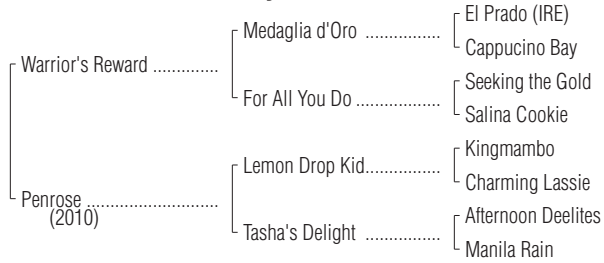 El Prado (IRE)
Medaglia d'Oro ................
Cappucino Bay
Warrior's Reward ..............
Seeking the Gold
For All You Do ..................
Salina Cookie
Kingmambo
Lemon Drop Kid................
Charming Lassie
Penrose ............................
(2010)
Afternoon Deelites
Tasha's Delight ................
Manila Rain